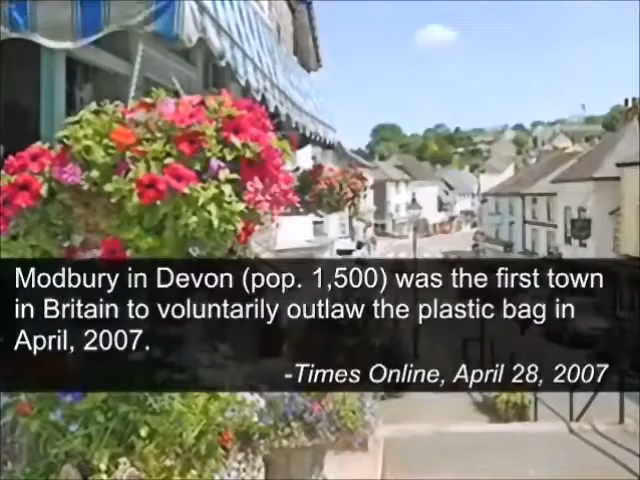 Modbury in Devon (pop. 1,500) was the first town
in Britain to voluntarily outlaw the plastic bag in
April, 2007.
-Times Online, April 28, 2007